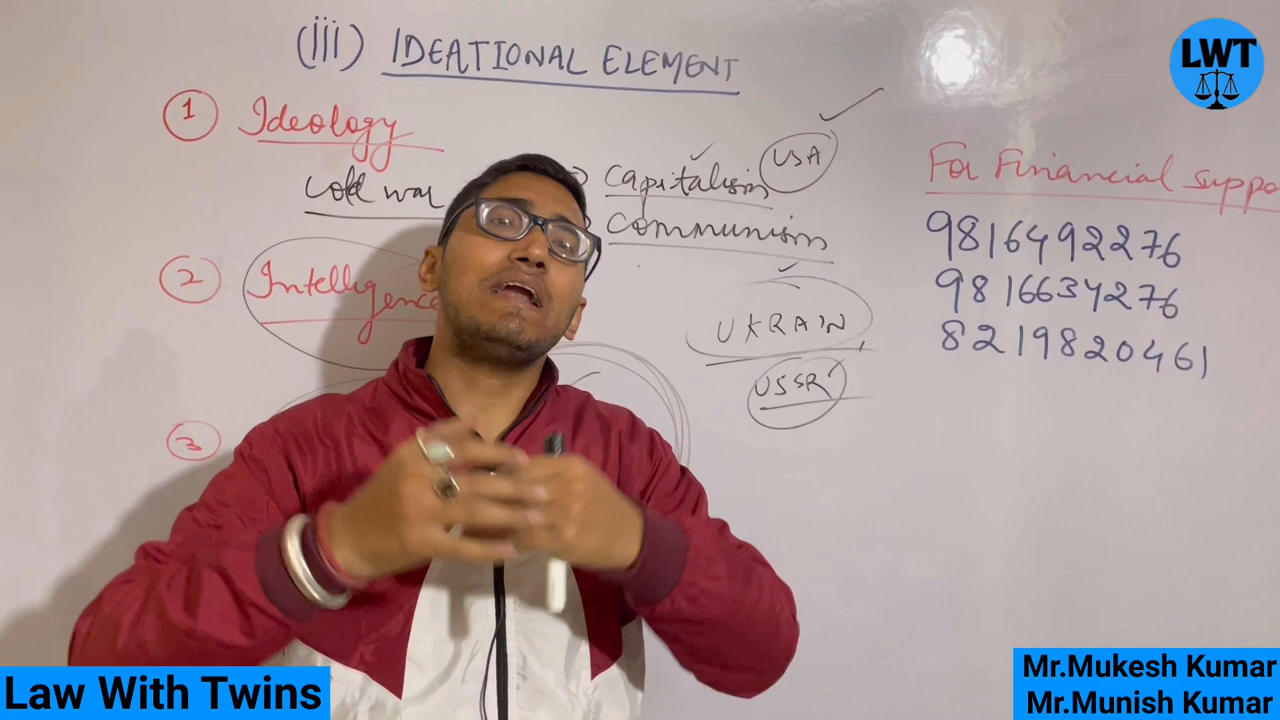 (iii) IDEATIONAL ELEMENT
LWT
1 Ideology
Cold war
Capitalism
USA
Communism
2 Intelligence
UKRAIN
USSR
3
For Financial Suppo
9816492276
9816634276
8219820461
Law With Twins
Mr.Mukesh Kumar
Mr.Munish Kumar